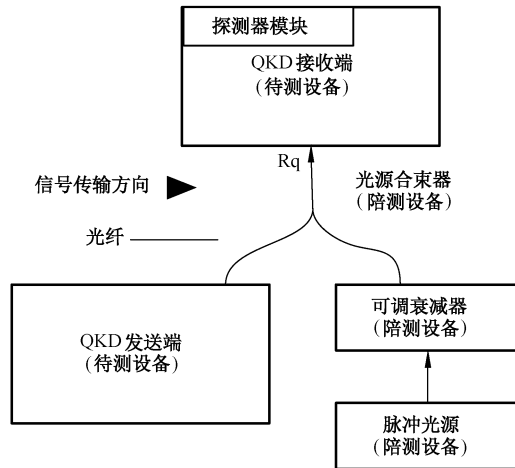 探测器模块
QKD接收端
(待测设备)
Rq
信号传输方向
光源合束器
(陪测设备)
光纤
QKD发送端
(待测设备)
可调衰减器
(陪测设备)
脉冲光源
(陪测设备)